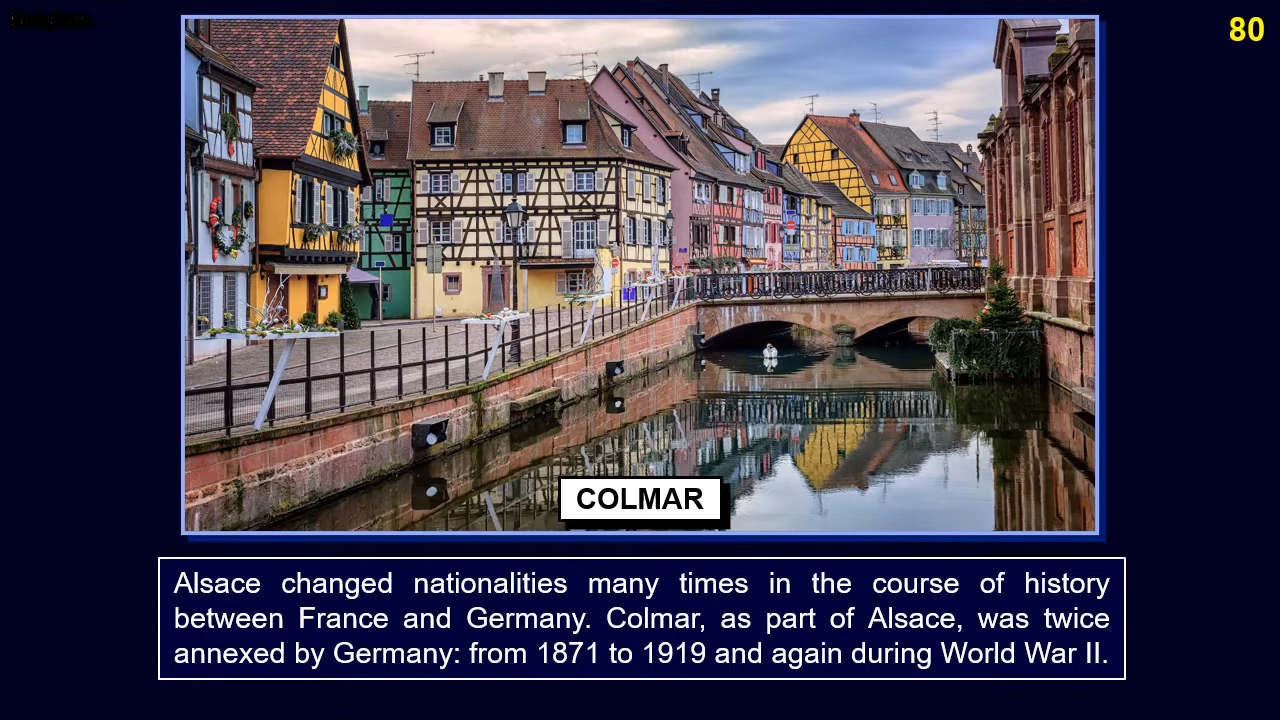 80
COLMAR
Alsace changed nationalities many times in the course of history
between France and Germany. Colmar, as part of Alsace, was twice
annexed by Germany: from 1871 to 1919 and again during World War II.